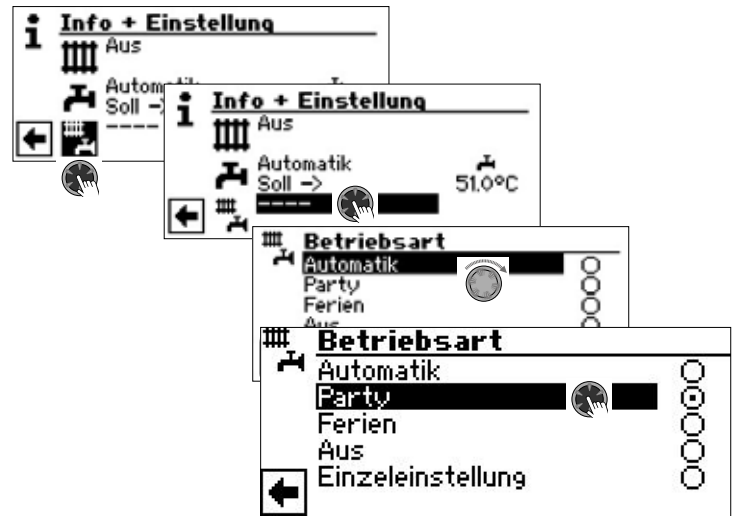 Info + Einstellung
Aus
Automatik
Soll ->
----
Info + Einstellung
Aus
Automatik
Soll -> 51.0°C
----
Betriebsart
Automatik
Party
Ferien
Aus
Betriebsart
Automatik
Party
Ferien
Aus
Einzeleinstellung